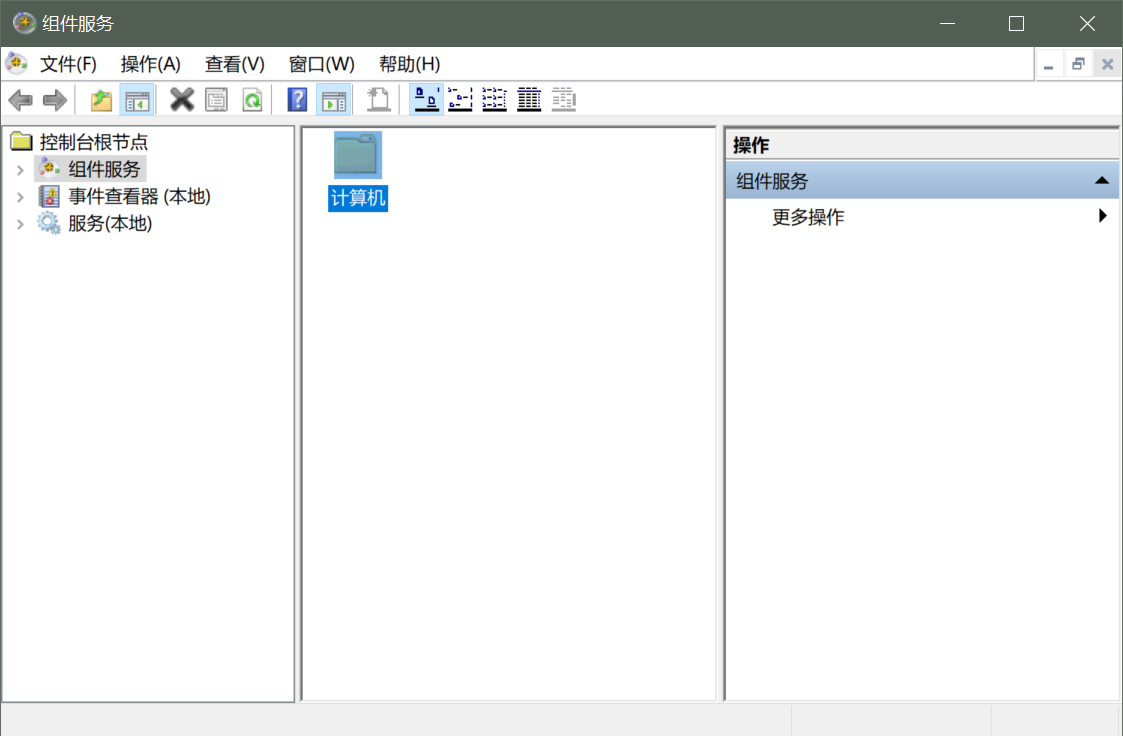 组件服务
文件(F) 操作(A) 查看(V) 窗口(W) 帮助(H)
控制台根节点
组件服务
事件查看器 (本地)
服务(本地)
计算机
操作
组件服务
更多操作